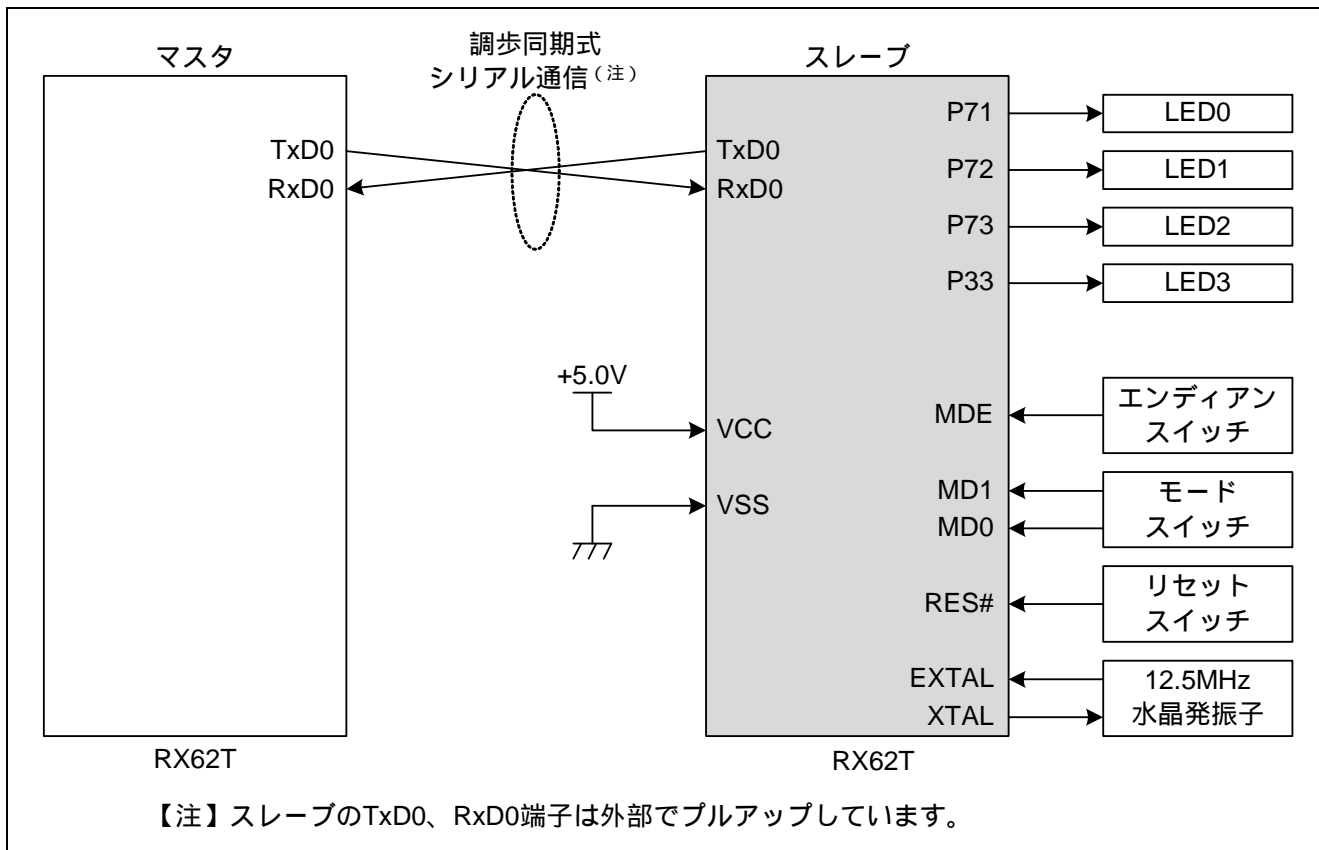 調歩同期式
シリアル通信（注）
マスタ
TxD0
RxD0
RX62T
スレーブ
TxD0
RxD0
+5.0V
VCC
VSS
P71
P72
P73
P33
MDE
MD1
MD0
RES#
EXTAL
XTAL
RX62T
LED0
LED1
LED2
LED3
エンディアン
スイッチ
モード
スイッチ
リセット
スイッチ
12.5MHz
水晶発振子
【注】スレーブのTxD0、RxD0端子は外部でプルアップしています。